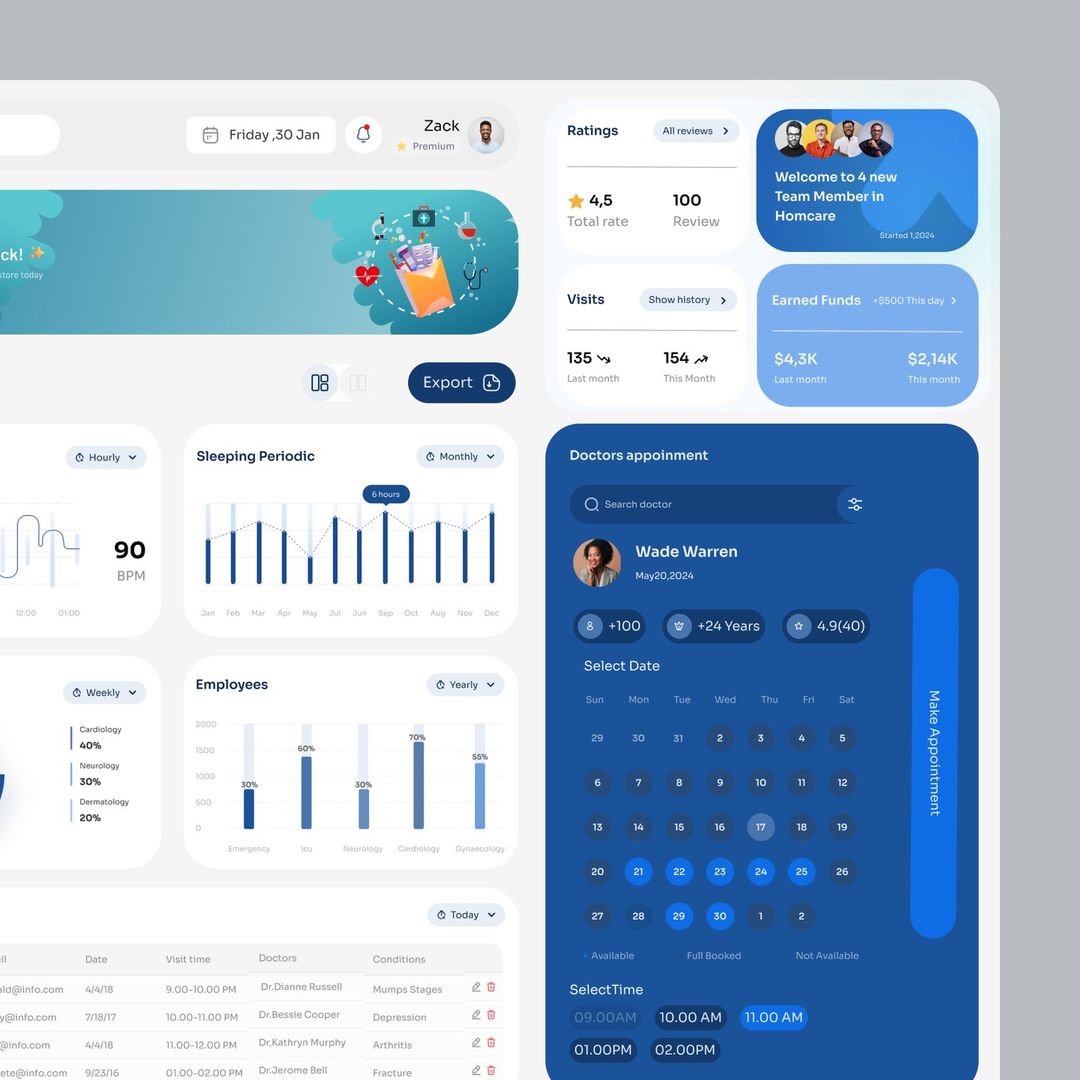 Friday ,30 Jan
Zack
Premium
ck! ✨
store today
Export
Ratings
All reviews
4,5
100
Total rate
Review
Welcome to 4 new
Team Member in
Homcare
Started 1,2024
Visits
Show history
135
154
Last month
This Month
Earned Funds
+$500 This day
$4,3K
$2,14K
Last month
This month
Hourly
90
BPM
12:00
01:00
Sleeping Periodic
Monthly
6 hours
Jan Feb Mar Apr May Jul Jun Sep Oct Aug Nov Dec
Weekly
Cardiology
40%
Neurology
30%
Dermatology
20%
Employees
Yearly
2000
1500
1000
500
0
30%
60%
30%
70%
55%
Emergency Icu Neurology Cardiology Gynaecology
Today
il Date Visit time Doctors Conditions
ald@info.com 4/4/18 9.00-10.00 PM Dr.Dianne Russell Mumps Stages
y@info.com 7/18/17 10.00-11.00 PM Dr.Bessie Cooper Depression
@info.com 4/4/18 11.00-12.00 PM Dr,Kathryn Murphy Arthritis
ete@info.com 9/23/16 01.00-02.00 PM Dr.Jerome Bell Fracture
Doctors appoinment
Search doctor
Wade Warren
May20,2024
+100
+24 Years
4.9(40)
Select Date
Sun Mon Tue Wed Thu Fri Sat
29 30 31 2 3 4 5
6 7 8 9 10 11 12
13 14 15 16 17 18 19
20 21 22 23 24 25 26
27 28 29 30 1 2
Available
Full Booked
Not Available
SelectTime
09.00AM 10.00 AM 11.00 AM
01.00PM 02.00PM
Make Appointment